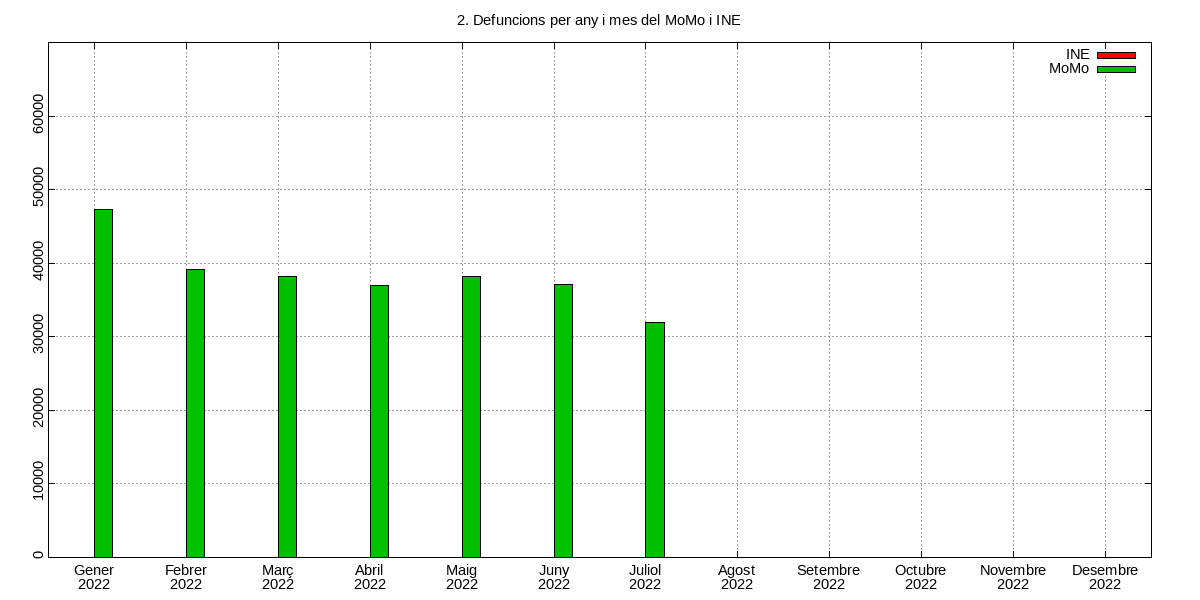 2. Defuncions per any i mes del MoMo i INE
INE
MoMo
60000
50000
40000
30000
20000
10000
0
Gener Febrer Març Abril Maig Juny Juliol Agost Setembre Octubre Novembre Desembre
2022 2022 2022 2022 2022 2022 2022 2022 2022 2022 2022 2022